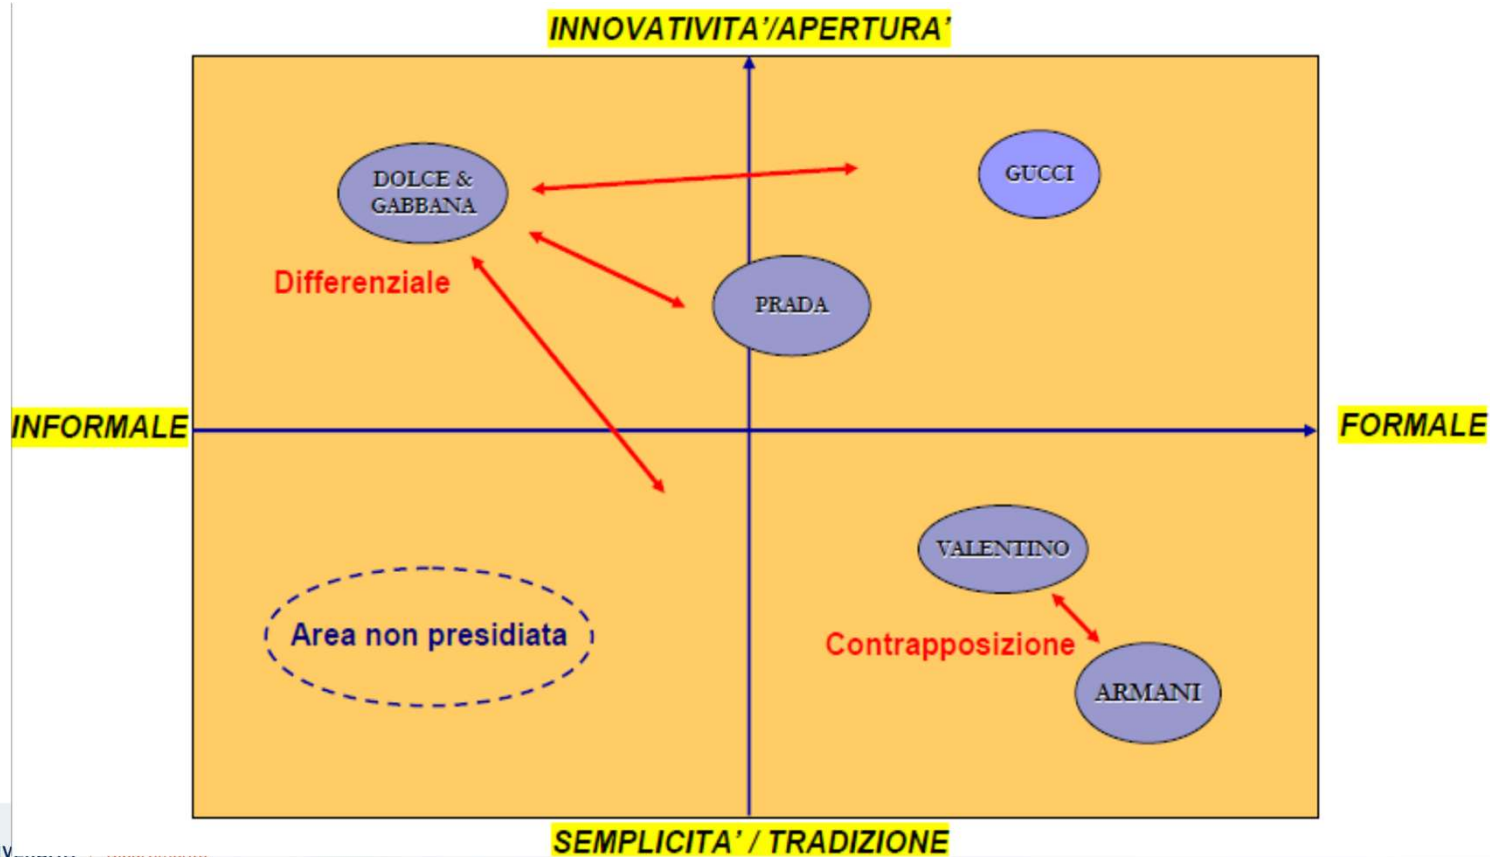 INNOVATIVITA’/APERTURA’
DOLCE &
GABBANA
GUCCI
Differenziale
PRADA
INFORMALE
FORMALE
VALENTINO
Area non presidiata
Contrapposizione
ARMANI
SEMPLICITA’ / TRADIZIONE